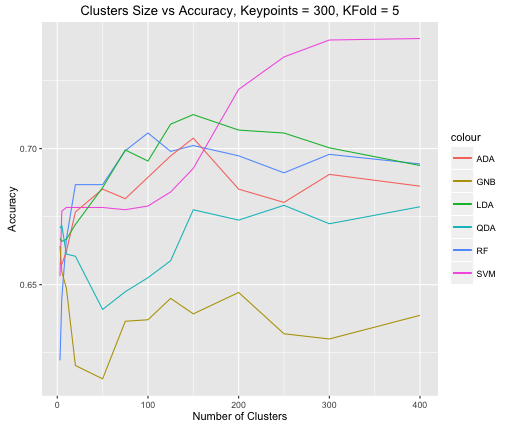 Clusters Size vs Accuracy, Keypoints = 300, KFold = 5
Accuracy
0.70
0.65
0
100
200
300
400
Number of Clusters
colour
ADA
GNB
LDA
QDA
RF
SVM